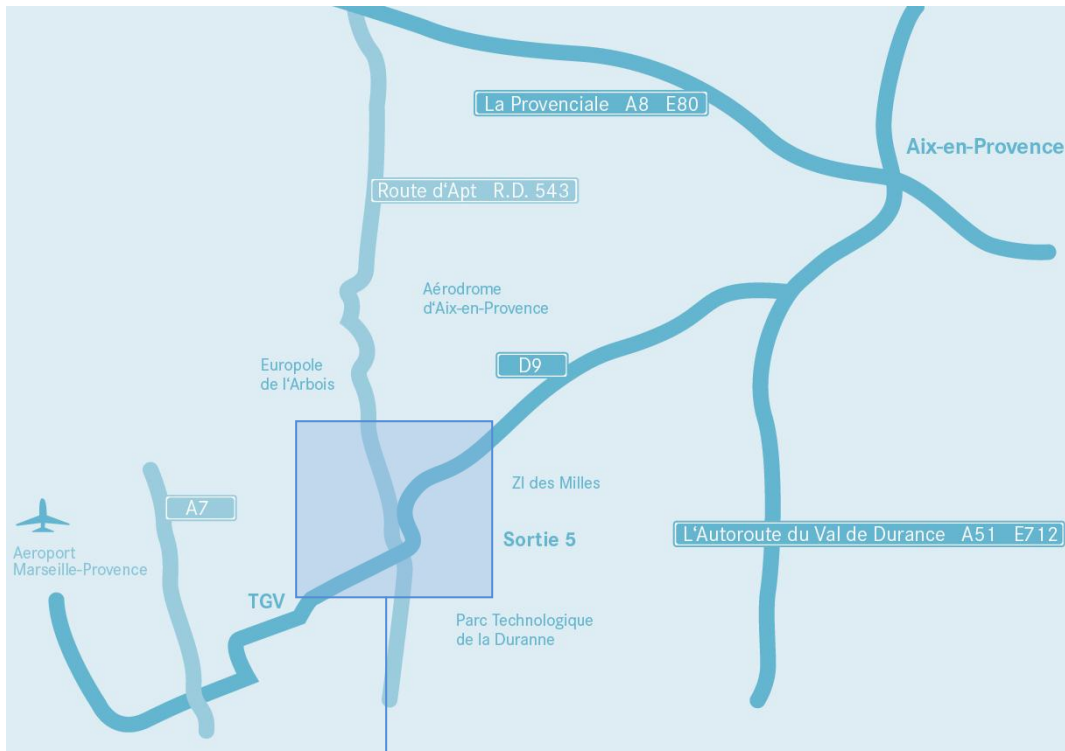 La Provenciale A8 E80
Aix-en-Provence
Route d'Apt R.D. 543
Aérodrome
d'Aix-en-Provence
Europole
de l'Arbois
D9
ZI des Milles
A7
Sortie 5
L'Autoroute du Val de Durance A51 E712
Aeroport
Marseille-Provence
TGV
Parc Technologique
de la Duranne